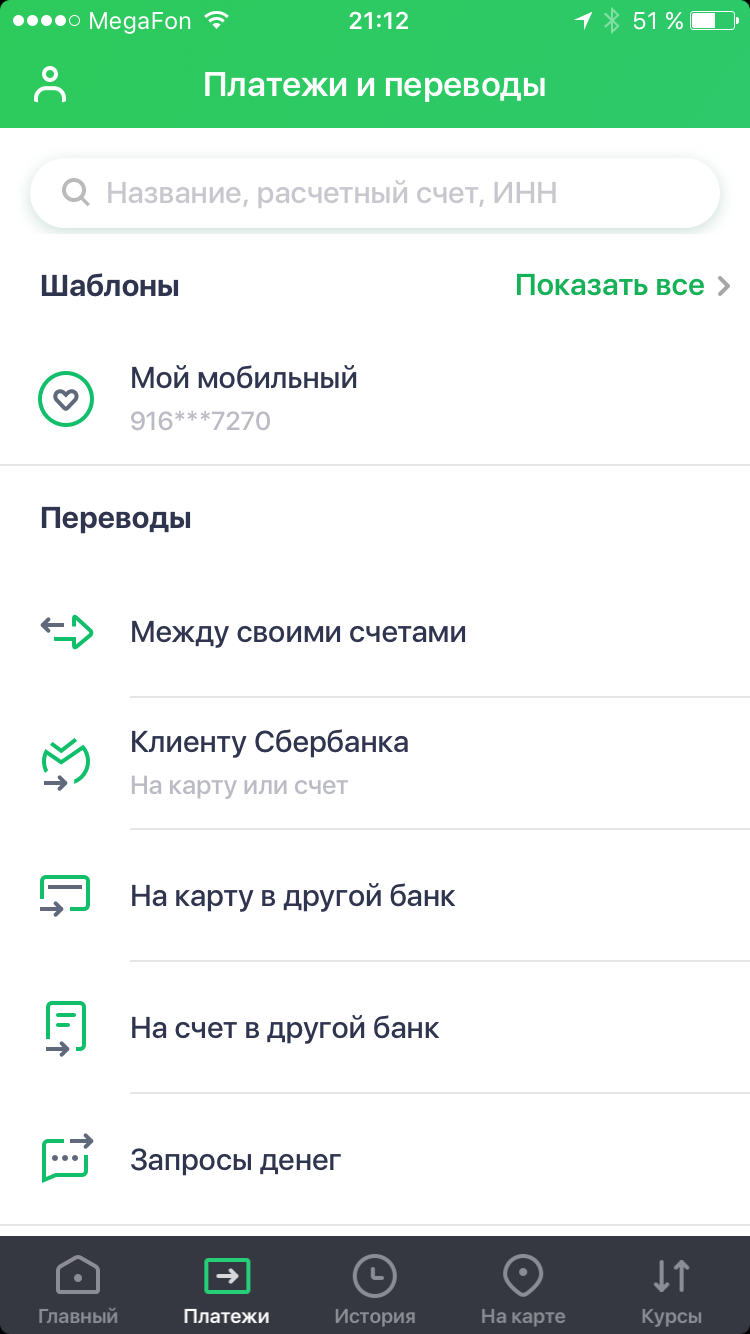 MegaFon 21:12 51 %
Платежи и переводы
Название, расчетный счет, ИНН
Шаблоны Показать все
Мой мобильный
916***7270
Переводы
Между своими счетами
Клиенту Сбербанка
На карту или счет
На карту в другой банк
На счет в другой банк
Запросы денег
Главный Платежи История На карте Курсы